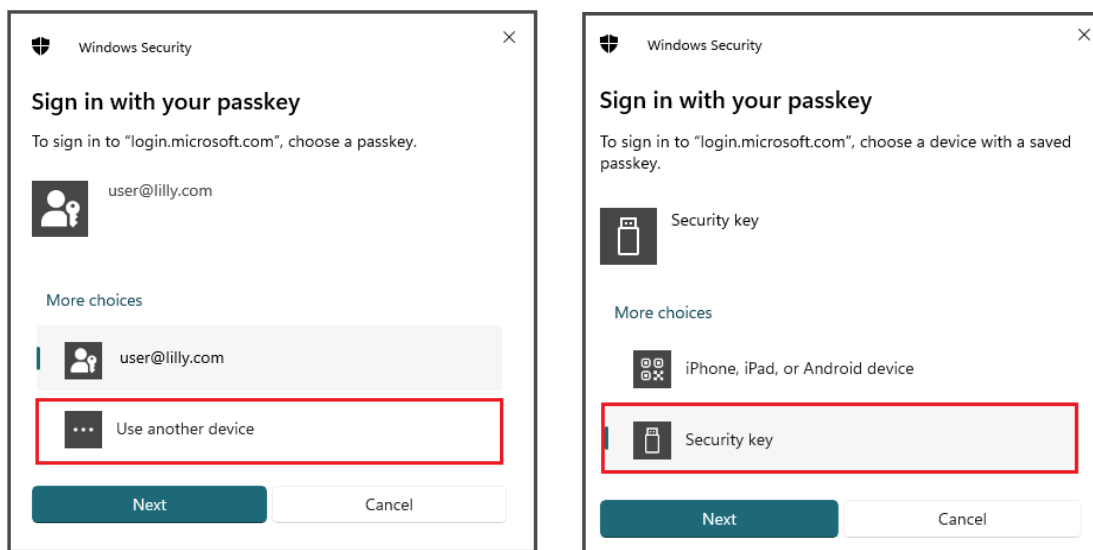 Windows Security
Sign in with your passkey
To sign in to “login.microsoft.com”, choose a passkey.
user@lilly.com
More choices
user@lilly.com
Use another device
Next
Cancel
Windows Security
Sign in with your passkey
To sign in to “login.microsoft.com”, choose a device with a saved
passkey.
Security key
More choices
iPhone, iPad, or Android device
Security key
Next
Cancel